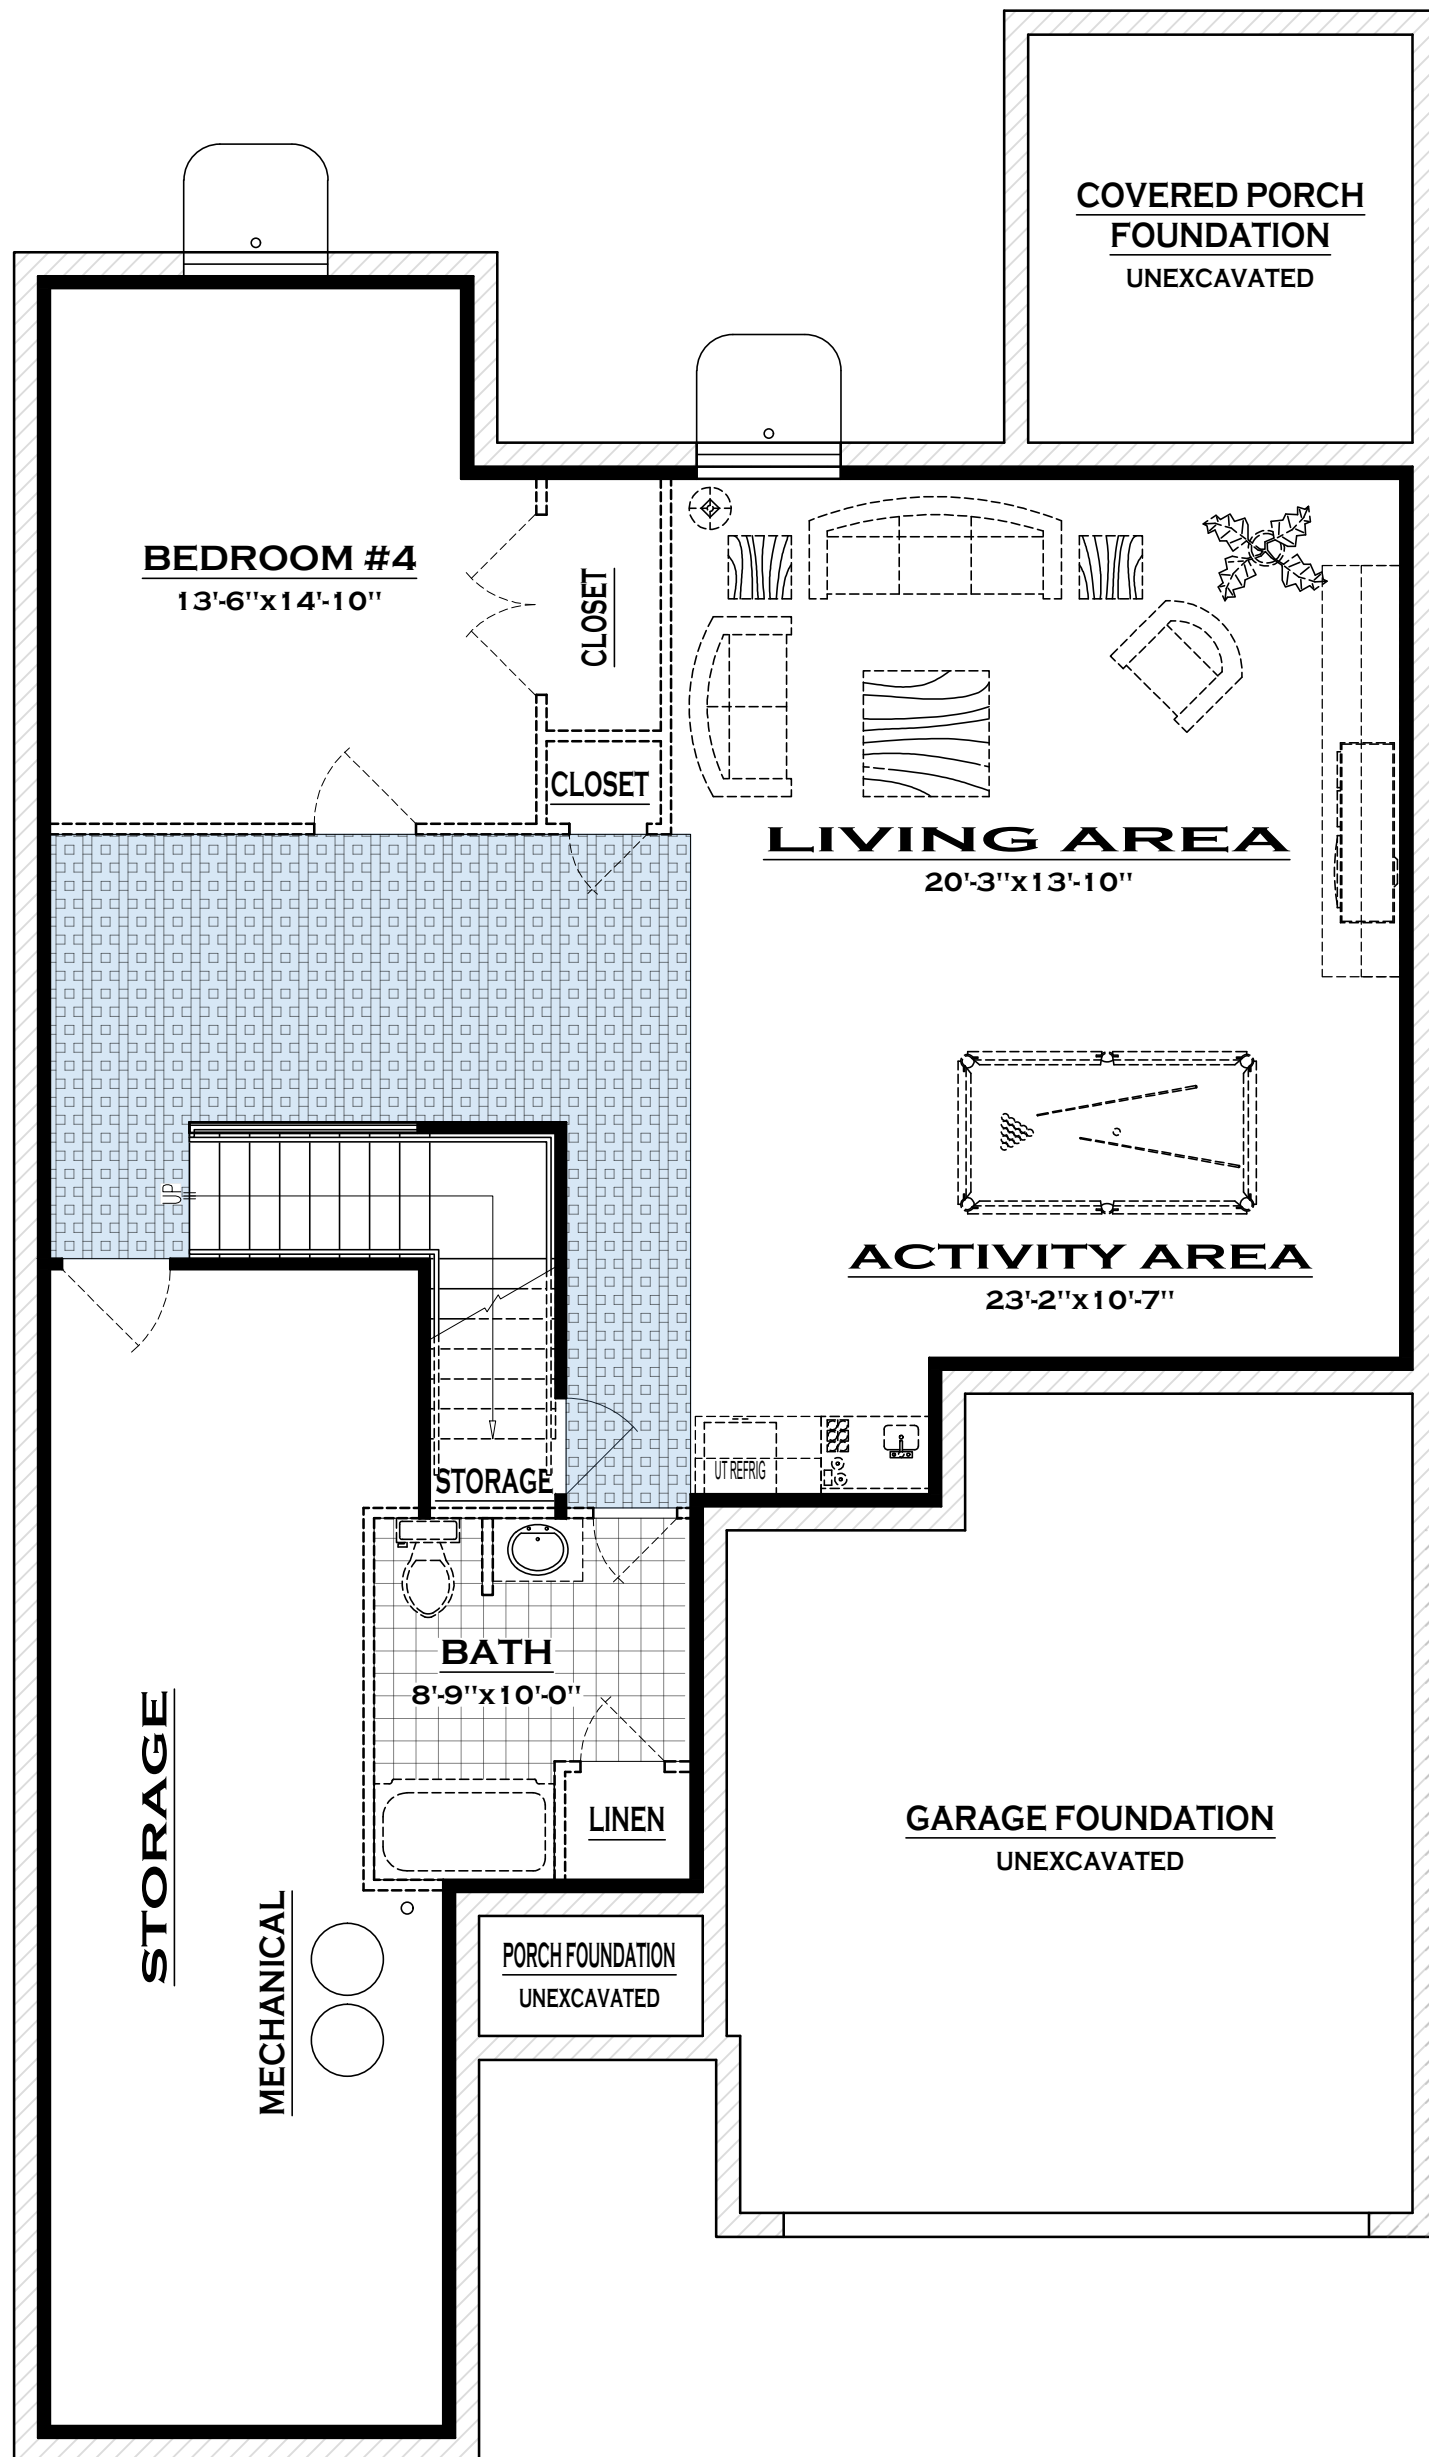 COVERED PORCH
FOUNDATION
UNEXCAVATED
BEDROOM #4
13'-6"x14'-10"
CLOSET
CLOSET
LIVING AREA
20'-3"x13'-10"
UP
ACTIVITY AREA
23'-2"x10'-7"
UT REFRIG
STORAGE
BATH
8'-9"x10'-0"
LINEN
STORAGE
MECHANICAL
GARAGE FOUNDATION
UNEXCAVATED
PORCH FOUNDATION
UNEXCAVATED